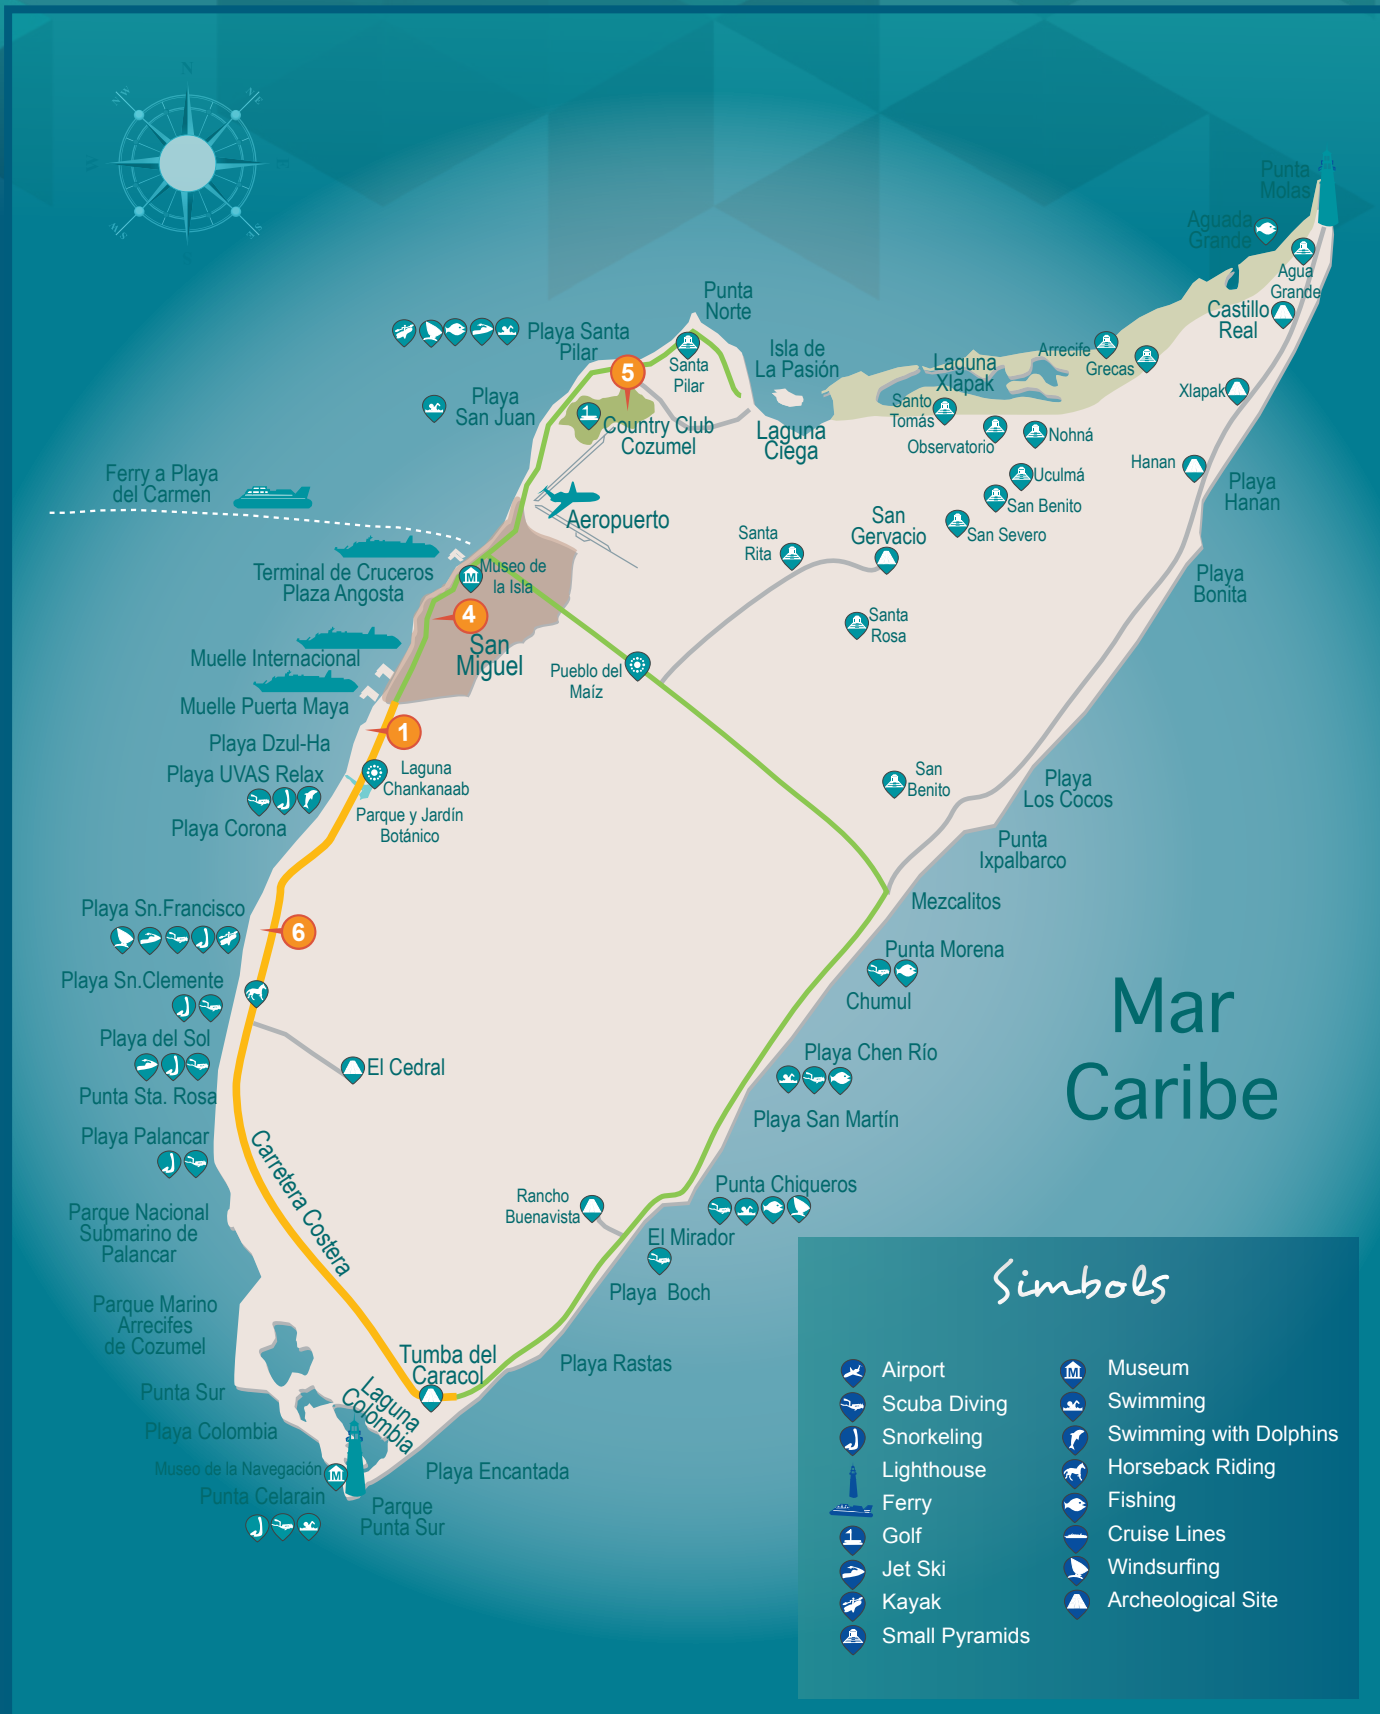 N
NE
E
SE
S
SW
W
NW
Punta
Molas
Aguada
Grande
Agua
Grande
Castillo
Real
Punta
Norte
Playa Santa
Pilar
5
Santa
Pilar
Isla de
La Pasión
Laguna
Xlapak
Arrecife
Grecas
Xlapak
Playa
San Juan
Country Club
Cozumel
Laguna
Ciega
Santo
Tomás
Observatorio
Nohná
Uculmá
San Benito
San Severo
Hanan
Playa
Hanan
Ferry a Playa
del Carmen
Aeropuerto
San
Gervacio
Santa
Rita
Terminal de Cruceros
Plaza Angosta
Museo de
la Isla
Playa
Bonita
4
San
Miguel
Santa
Rosa
Muelle Internacional
Pueblo del
Maíz
Muelle Puerta Maya
1
Playa Dzul-Ha
Playa UVAS Relax
Laguna
Chankanaab
Parque y Jardín
Botánico
Playa Corona
San
Benito
Playa
Los Cocos
Punta
Ixpalbarco
Mezcalitos
Playa Sn.Francisco
6
Punta Morena
Chumul
Playa Sn.Clemente
Mar
Caribe
Playa del Sol
El Cedral
Playa Chen Río
Punta Sta. Rosa
Playa San Martín
Playa Palancar
Carretera Costera
Parque Nacional
Submarino de
Palancar
Rancho
Buenavista
Punta Chiqueros
El Mirador
Playa Boch
Parque Marino
Arrecifes
de Cozumel
Tumba del
Caracol
Playa Rastas
Punta Sur
Laguna
Colombia
Playa Colombia
Museo de la Navegación
M
Playa Encantada
Punta Celarain
Parque
Punta Sur
Simbols
Airport
Scuba Diving
Snorkeling
Lighthouse
Ferry
Golf
Jet Ski
Kayak
Small Pyramids
Museum
Swimming
Swimming with Dolphins
Horseback Riding
Fishing
Cruise Lines
Windsurfing
Archeological Site